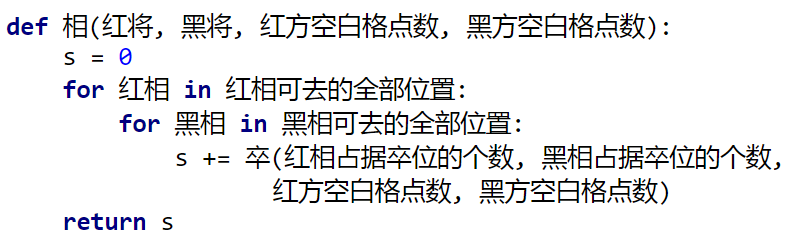 def 相(红将, 黑将, 红方空白格点数, 黑方空白格点数):
    s = 0
    for 红相 in 红相可去的全部位置:
        for 黑相 in 黑相可去的全部位置:
            s += 卒(红相占据卒位的个数, 黑相占据卒位的个数,
                   红方空白格点数, 黑方空白格点数)
    return s